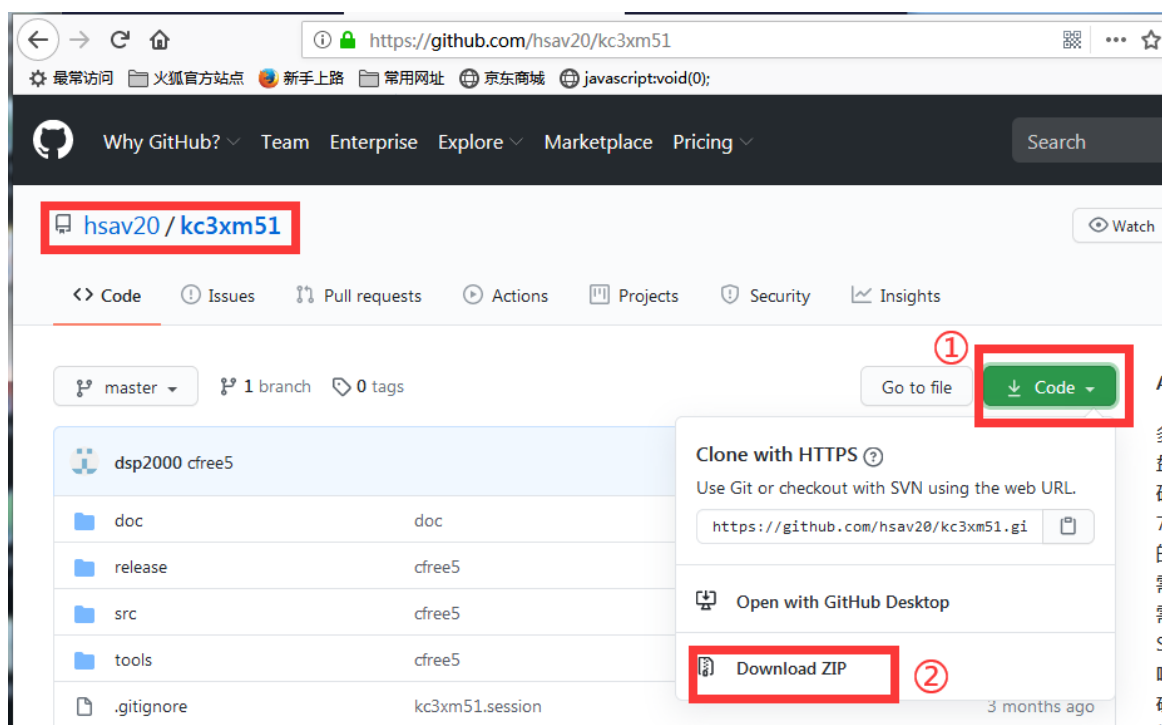 https://github.com/hsav20/kc3xm51
最常访问 火狐官方站点 新手上路 常用网址 京东商城 javascript:void(0);
Why GitHub? Team Enterprise Explore Marketplace Pricing Search
hsav20 / kc3xm51
Watch
Code Issues Pull requests Actions Projects Security Insights
①
master 1 branch 0 tags Go to file Code
dsp2000 cfree5
Clone with HTTPS
Use Git or checkout with SVN using the web URL.
https://github.com/hsav20/kc3xm51.gi
doc doc
release cfree5
Open with GitHub Desktop
src cfree5
tools cfree5
Download ZIP ②
.gitignore kc3xm51.session 3 months ago